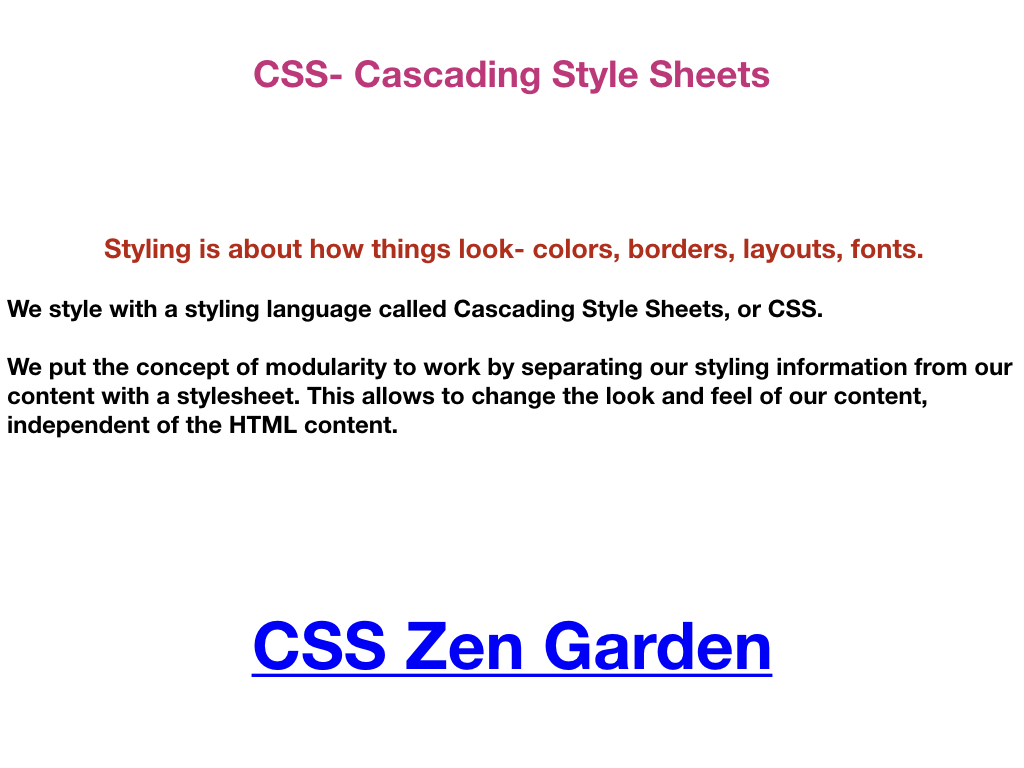 CSS- Cascading Style Sheets
Styling is about how things look- colors, borders, layouts, fonts.
We style with a styling language called Cascading Style Sheets, or CSS.
We put the concept of modularity to work by separating our styling information from our
content with a stylesheet. This allows to change the look and feel of our content,
independent of the HTML content.
CSS Zen Garden